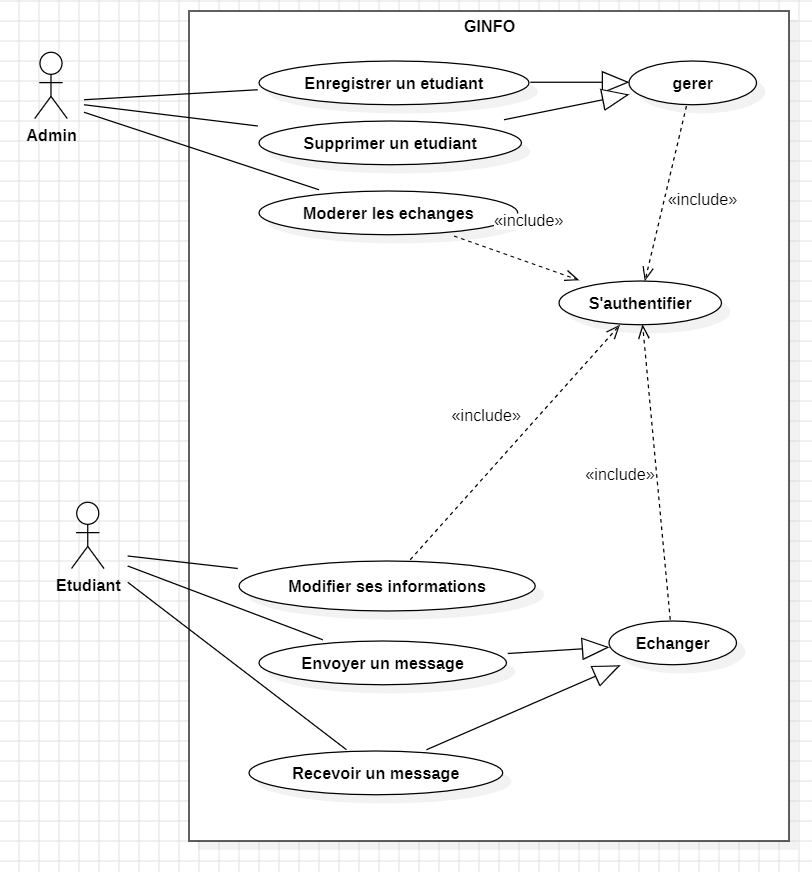 GINFO
Enregistrer un etudiant
gerer
Admin
Supprimer un etudiant
«include»
Moderer les echanges
«include»
S'authentifier
«include»
«include»
Etudiant
Modifier ses informations
Echanger
Envoyer un message
Recevoir un message